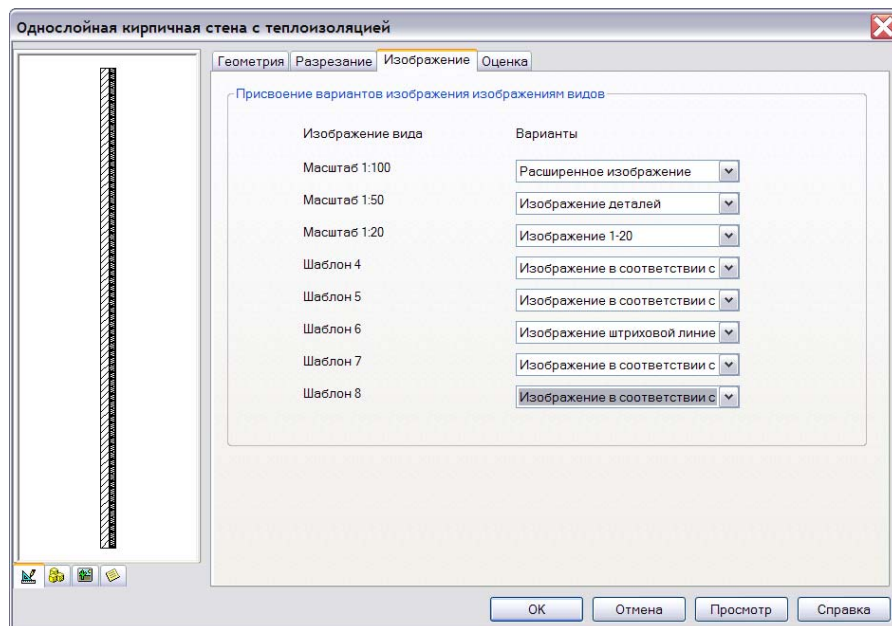 Однослойная кирпичная стена с теплоизоляцией
Геометрия Разрезание Изображение Оценка
Присвоение вариантов изображения изображениям видов
Изображение вида Варианты
Масштаб 1:100 Расширенное изображение
Масштаб 1:50 Изображение деталей
Масштаб 1:20 Изображение 1-20
Шаблон 4 Изображение в соответствии с
Шаблон 5 Изображение в соответствии с
Шаблон 6 Изображение штриховой линие
Шаблон 7 Изображение в соответствии с
Шаблон 8 Изображение в соответствии с
OK Отмена Просмотр Справка